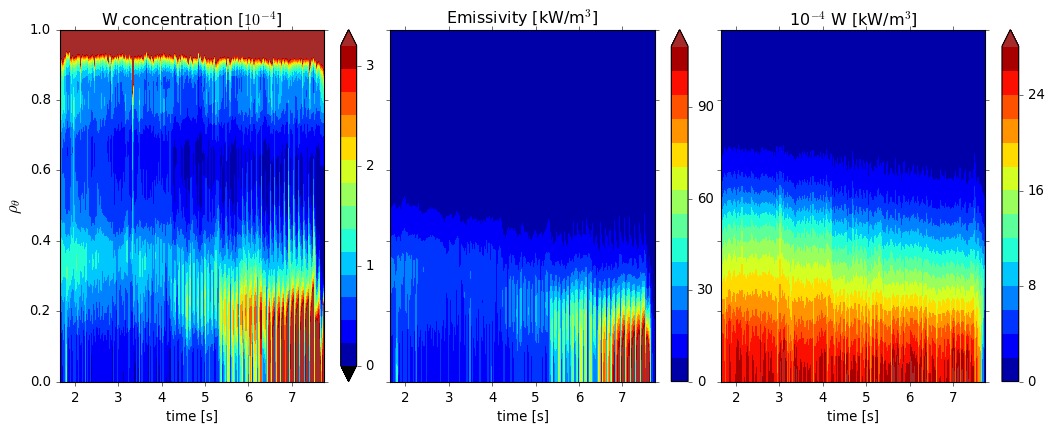 W concentration [10⁻⁴]
Emissivity [kW/m³]
10⁻⁴ W [kW/m³]
1.0
0.8
0.6
0.4
0.2
0.0
ρθ
2 3 4 5 6 7
time [s]
3
2
1
0
2 3 4 5 6 7
time [s]
90
60
30
0
2 3 4 5 6 7
time [s]
24
16
8
0